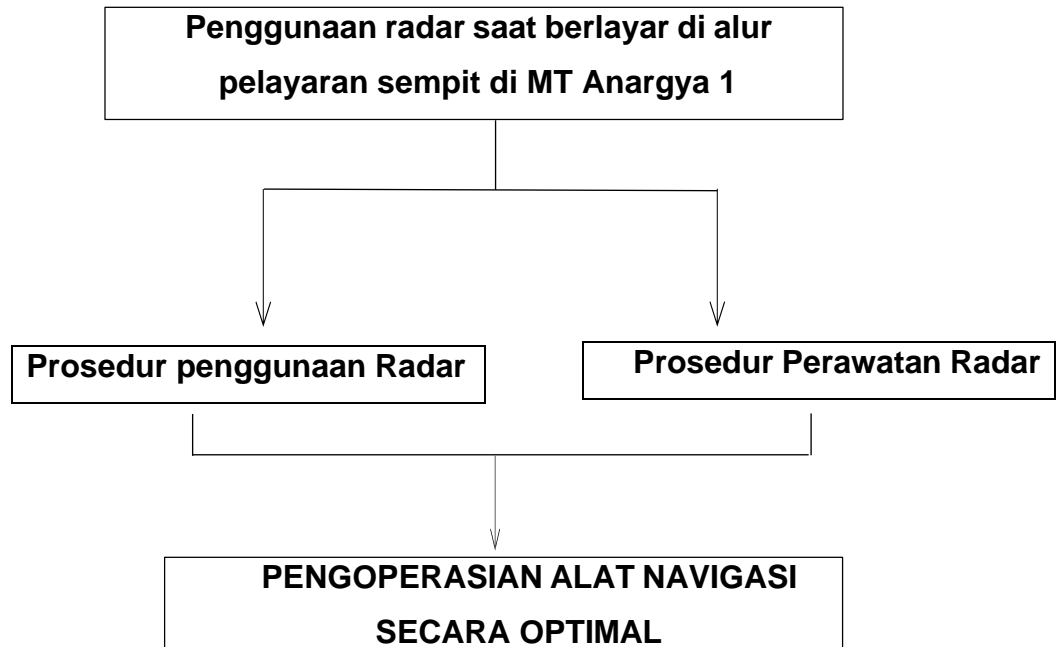 Penggunaan radar saat berlayar di alur
pelayaran sempit di MT Anargya 1
Prosedur penggunaan Radar
Prosedur Perawatan Radar
PENGOPERASIAN ALAT NAVIGASI
SECARA OPTIMAL